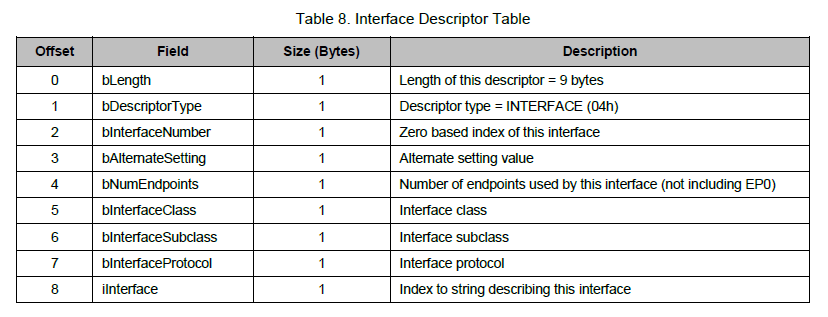 Table 8. Interface Descriptor Table
Offset Field Size (Bytes) Description
0 bLength 1 Length of this descriptor = 9 bytes
1 bDescriptorType 1 Descriptor type = INTERFACE (04h)
2 bInterfaceNumber 1 Zero based index of this interface
3 bAlternateSetting 1 Alternate setting value
4 bNumEndpoints 1 Number of endpoints used by this interface (not including EP0)
5 bInterfaceClass 1 Interface class
6 bInterfaceSubclass 1 Interface subclass
7 bInterfaceProtocol 1 Interface protocol
8 iInterface 1 Index to string describing this interface